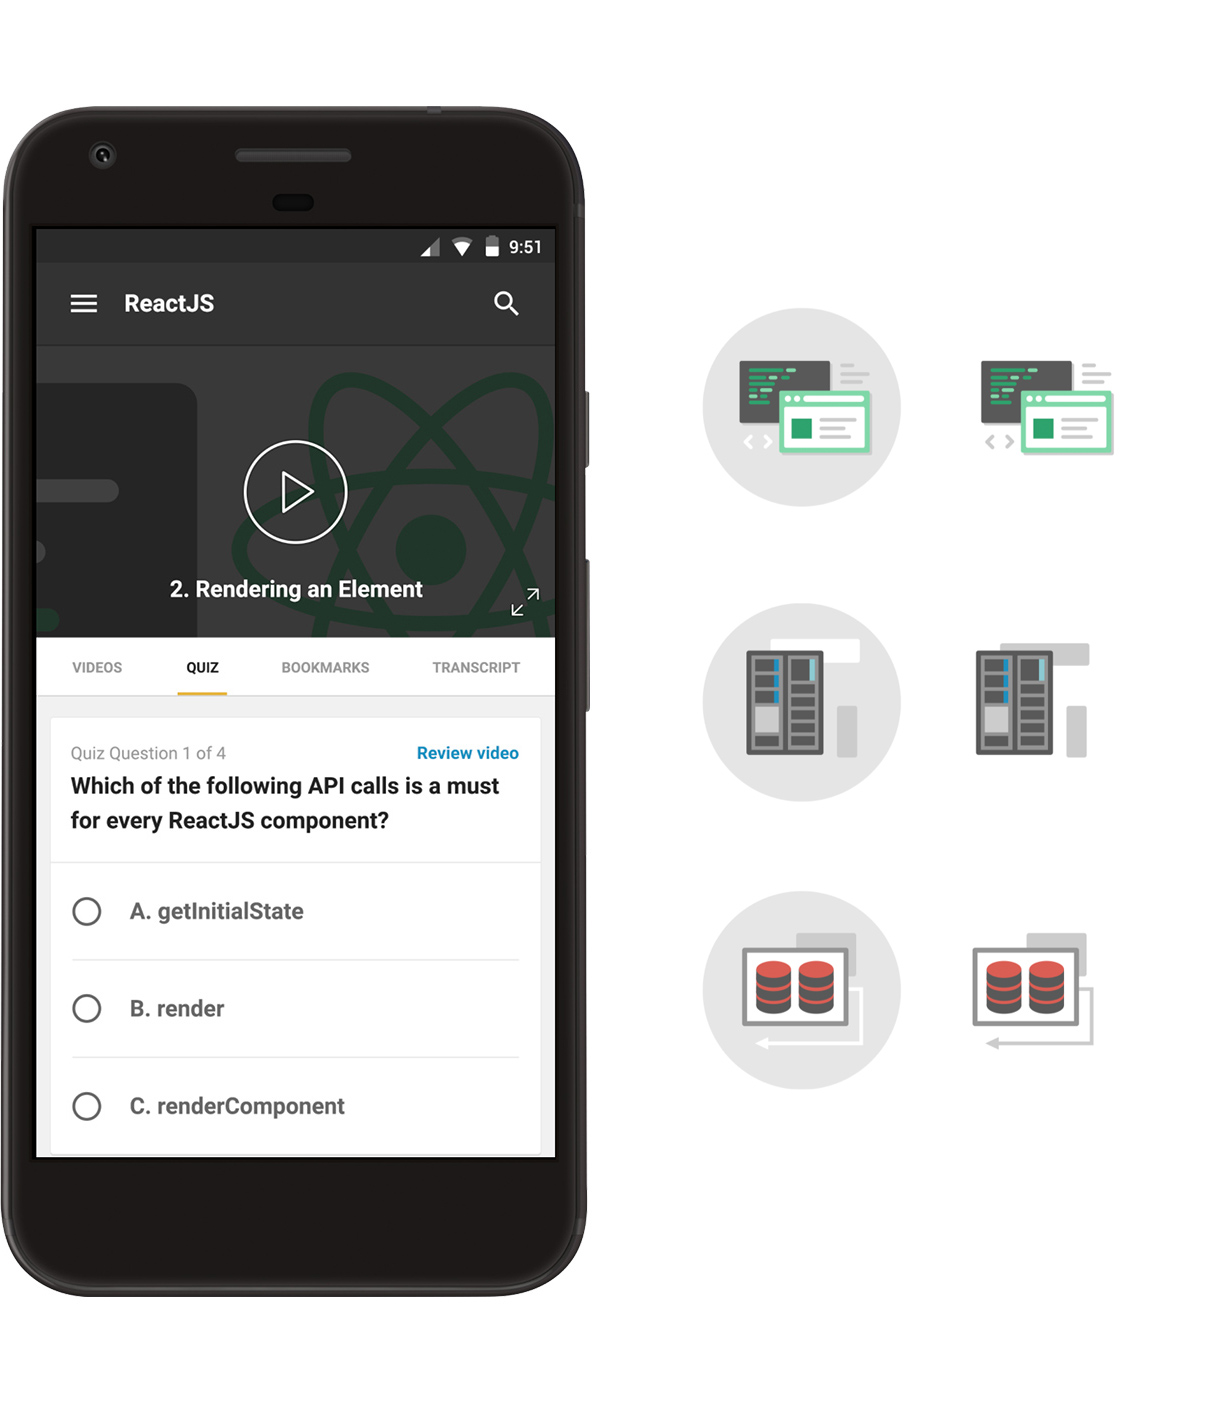 9:51
ReactJS
2. Rendering an Element
VIDEOS QUIZ BOOKMARKS TRANSCRIPT
Quiz Question 1 of 4 Review video
Which of the following API calls is a must
for every ReactJS component?
A. getInitialState
B. render
C. renderComponent